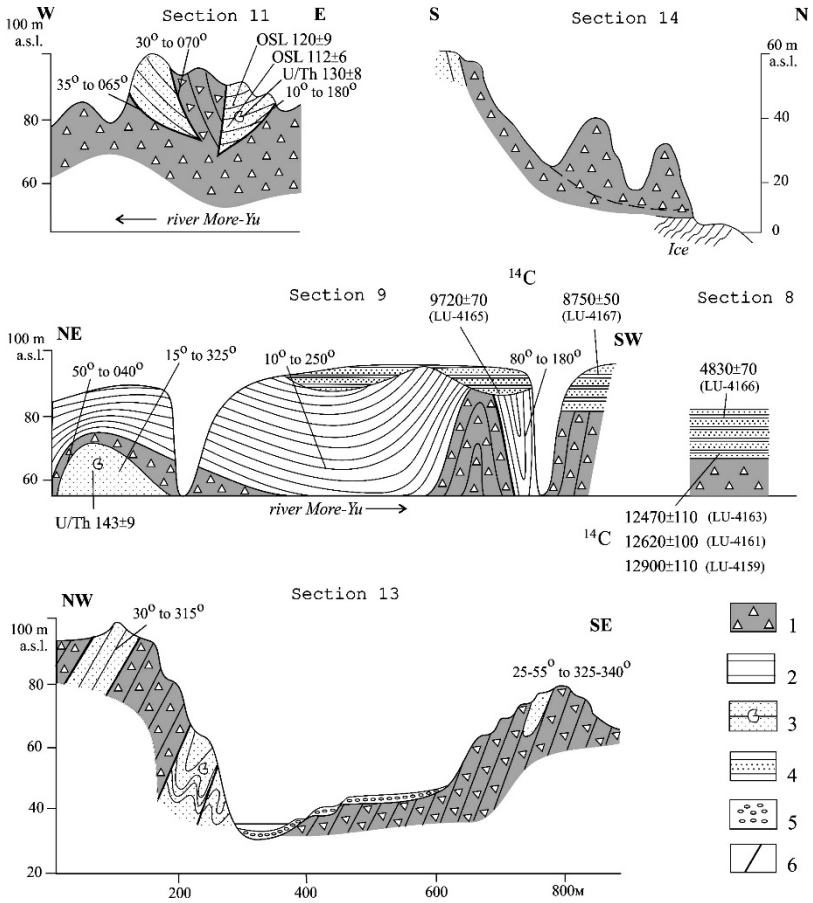 Section 11
W
E
100 m
a.s.l.
80
60
30° to 070°
35° to 065°
OSL 120±9
OSL 112±6
U/Th 130±8
10° to 180°
river More-Yu
Section 14
S
N
60 m
a.s.l.
40
20
0
Ice
Section 9
NE
SW
100 m
a.s.l.
80
60
50° to 040°
15° to 325°
10° to 250°
¹⁴C
9720±70
(LU-4165)
80° to 180°
8750±50
(LU-4167)
U/Th 143±9
river More-Yu
Section 8
4830±70
(LU-4166)
¹⁴C
12470±110 (LU-4163)
12620±100 (LU-4161)
12900±110 (LU-4159)
Section 13
NW
SE
100 m
a.s.l.
80
60
40
20
30° to 315°
25-55° to 325-340°
200
400
600
800м
1
2
3
4
5
6